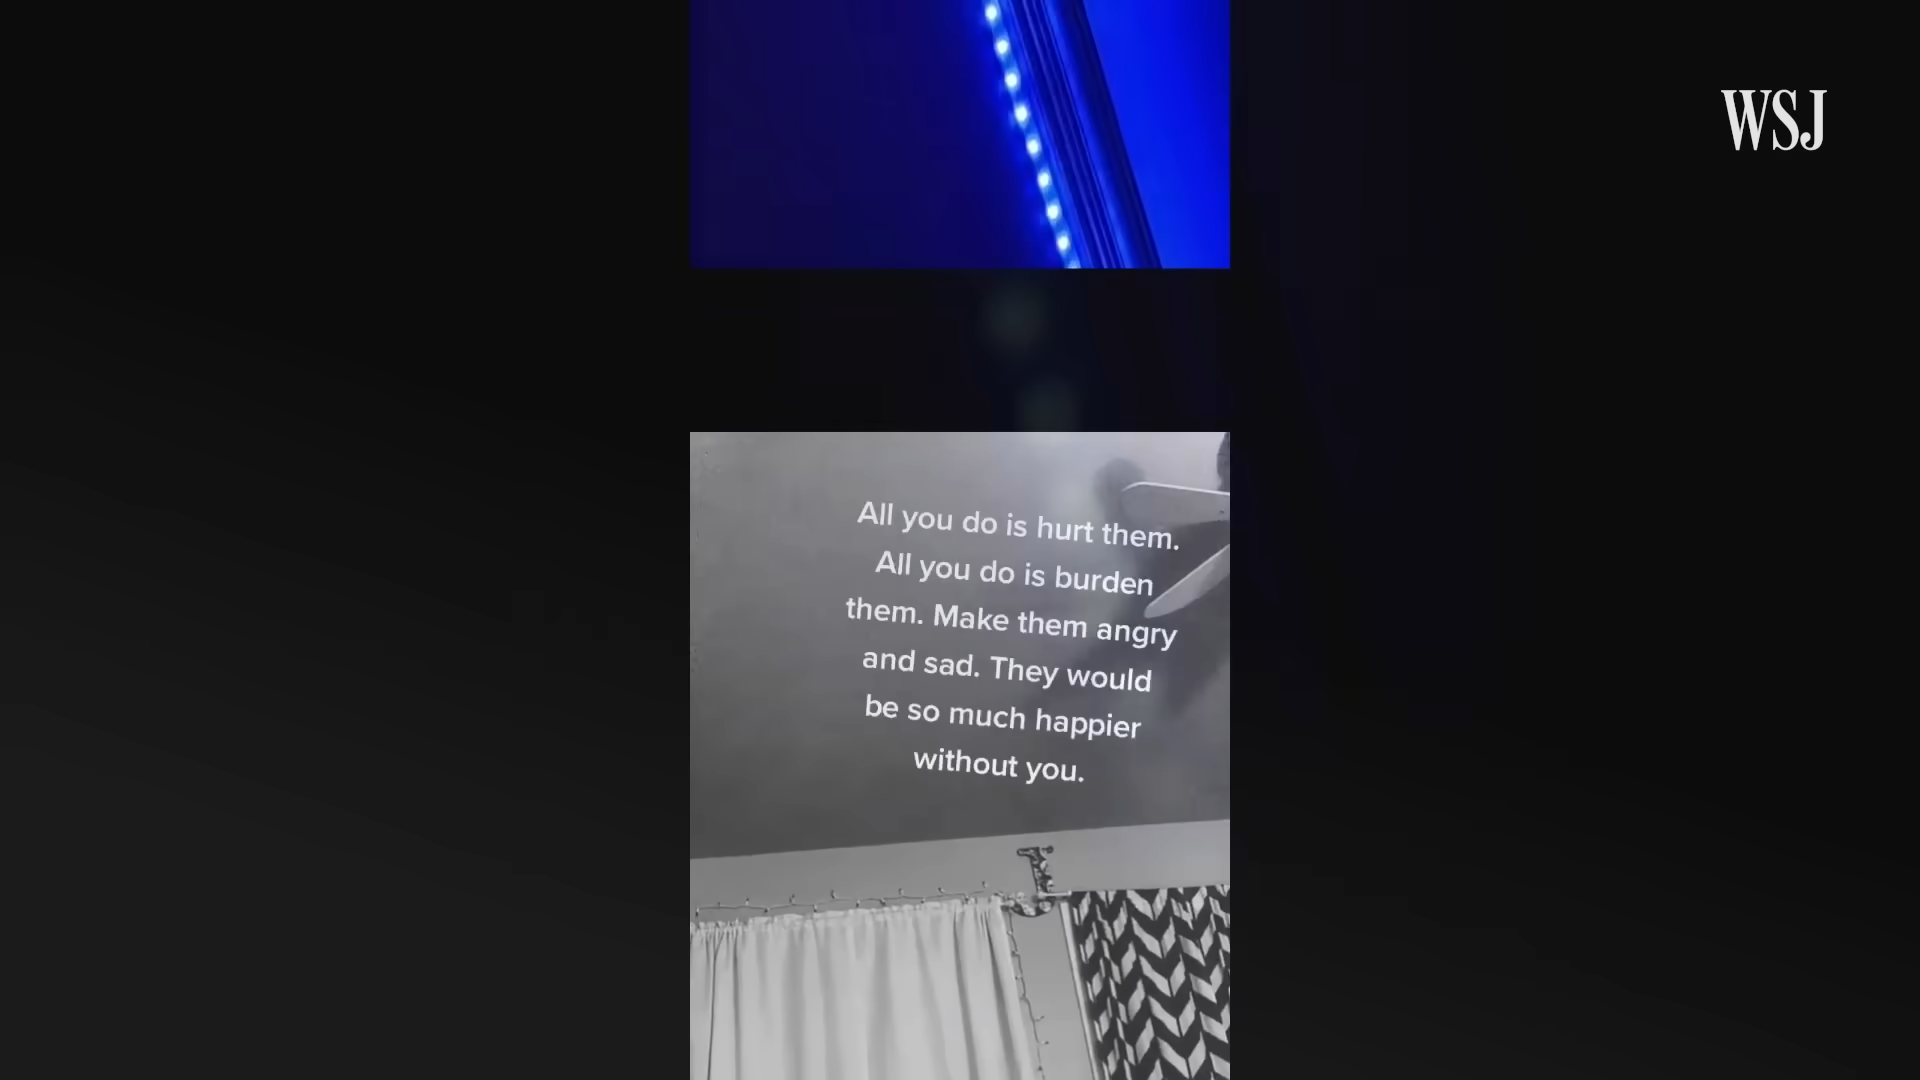 WSJ
All you do is hurt them.
All you do is burden
them. Make them angry
and sad. They would
be so much happier
without you.